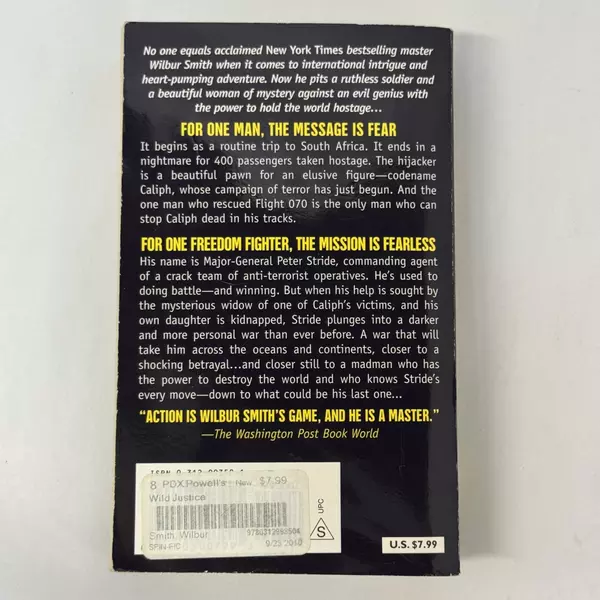 No one equals acclaimed New York Times bestselling master
Wilbur Smith when it comes to international intrigue and
heart-pumping adventure. Now he pits a ruthless soldier and
a beautiful woman of mystery against an evil genius with
the power to hold the world hostage...
FOR ONE MAN, THE MESSAGE IS FEAR
It begins as a routine trip to South Africa. It ends in a
nightmare for 400 passengers taken hostage. The hijacker
is a beautiful pawn for an elusive figure—codename
Caliph, whose campaign of terror has just begun. And the
one man who rescued Flight 070 is the only man who can
stop Caliph dead in his tracks.
FOR ONE FREEDOM FIGHTER, THE MISSION IS FEARLESS
His name is Major-General Peter Stride, commanding agent
of a crack team of anti-terrorist operatives. He's used to
doing battle—and winning. But when his help is sought by
the mysterious widow of one of Caliph's victims, and his
own daughter is kidnapped, Stride plunges into a darker
and more personal war than ever before. A war that will
take him across the oceans and continents, closer to a
shocking betrayal...and closer still to a madman who has
the power to destroy the world and who knows Stride's
every move—down to what could be his last one...
"ACTION IS WILBUR SMITH'S GAME, AND HE IS A MASTER."
—The Washington Post Book World
ISBN 0-312-
8 PDX Powell's New $7.99
Wild Justice
Smith, Wilbur
SPIN-FIC
9/23/2010
UPC
S
U.S. $7.99